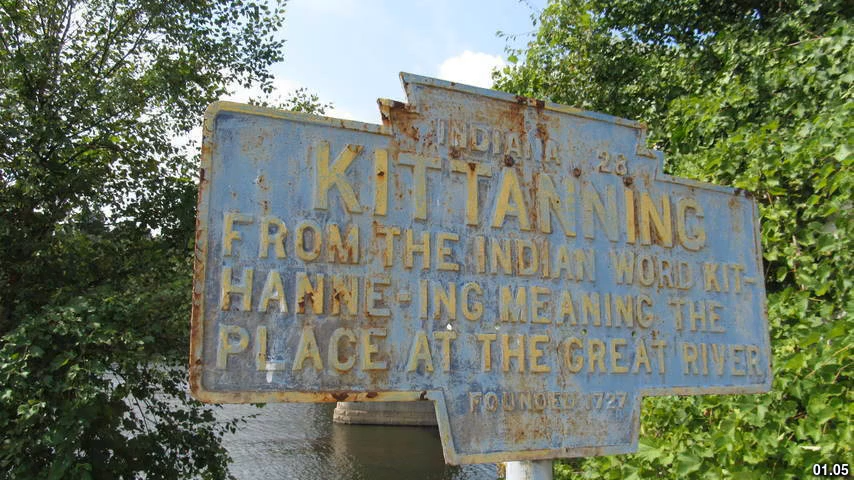 INDIANA 28
KITTANNING
FROM THE INDIAN WORD KIT-
HANNE-ING MEANING THE
PLACE AT THE GREAT RIVER
FOUNDED 1727
01.05